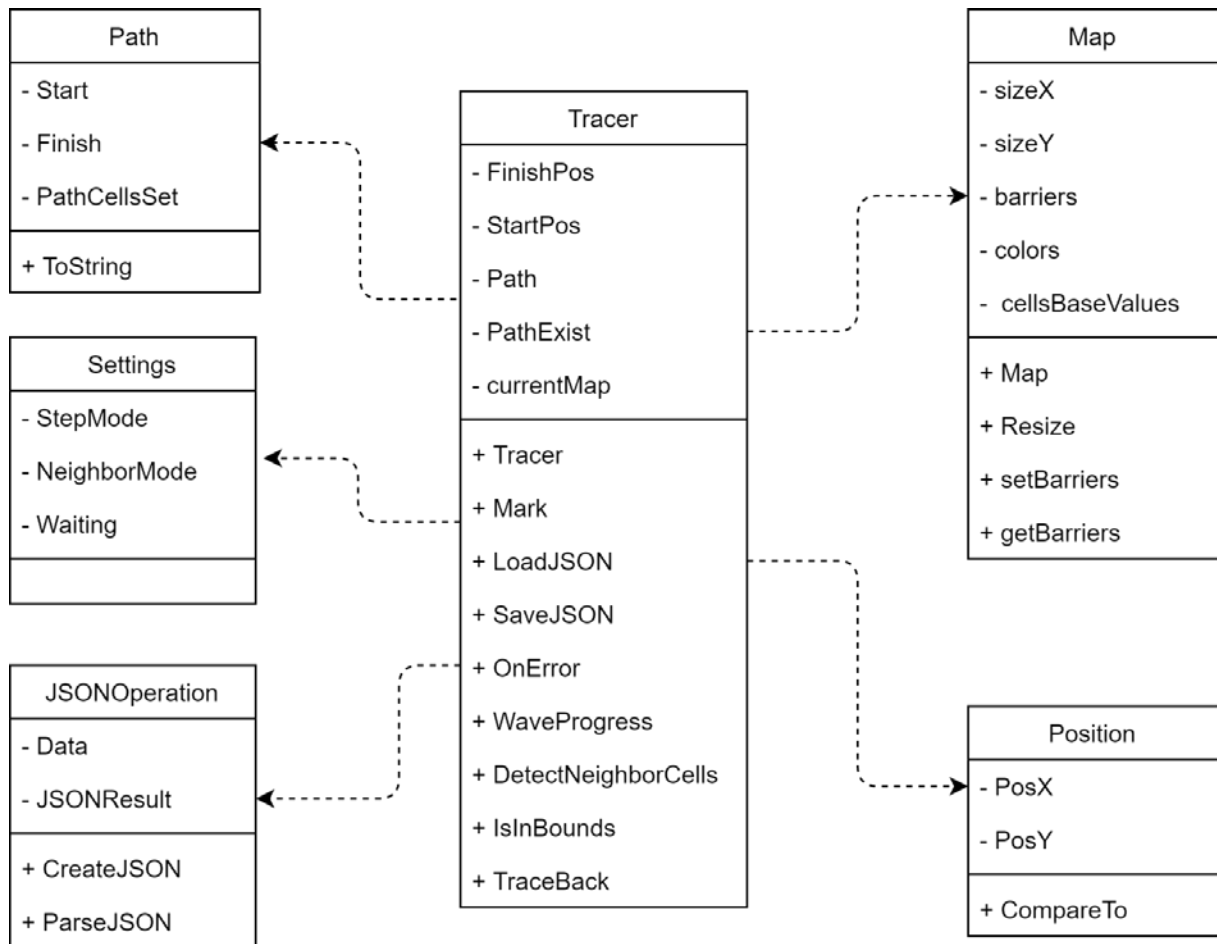 Path
- Start
- Finish
- PathCellsSet
+ ToString
Settings
- StepMode
- NeighborMode
- Waiting
JSONOperation
- Data
- JSONResult
+ CreateJSON
+ ParseJSON
Tracer
- FinishPos
- StartPos
- Path
- PathExist
- currentMap
+ Tracer
+ Mark
+ LoadJSON
+ SaveJSON
+ OnError
+ WaveProgress
+ DetectNeighborCells
+ IsInBounds
+ TraceBack
Map
- sizeX
- sizeY
- barriers
- colors
- cellsBaseValues
+ Map
+ Resize
+ setBarriers
+ getBarriers
Position
- PosX
- PosY
+ CompareTo